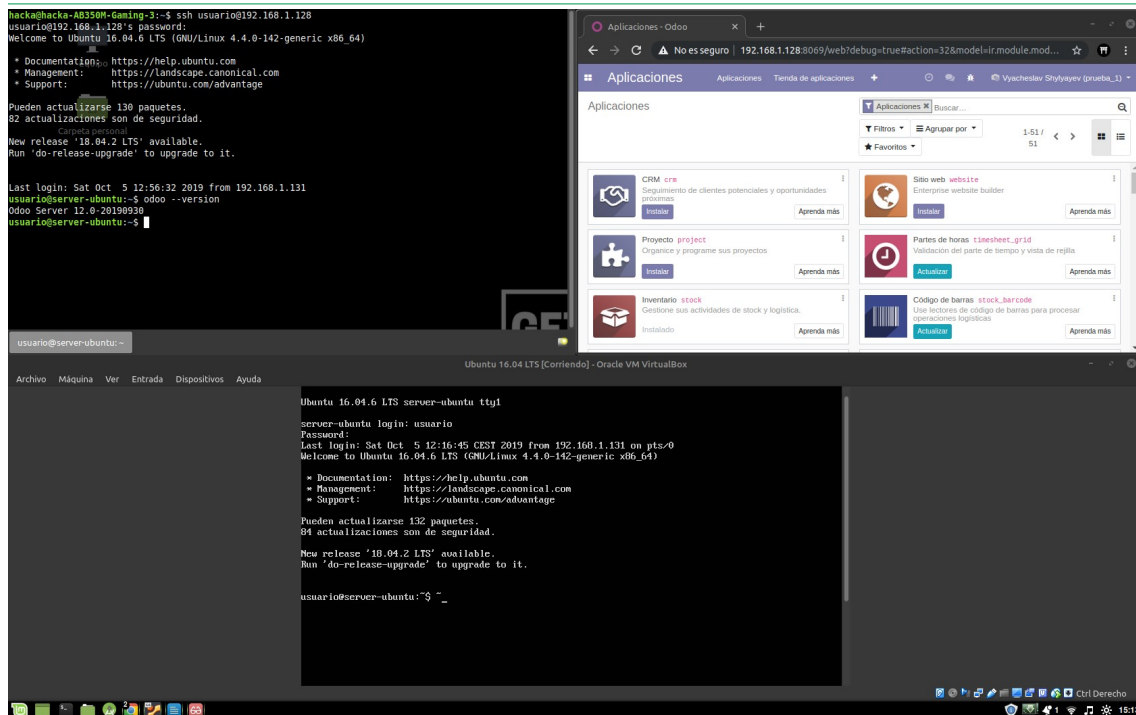 hacka@hacka-AB350M-Gaming-3:~$ ssh usuario@192.168.1.128
usuario@192.168.1.128's password:
Welcome to Ubuntu 16.04.6 LTS (GNU/Linux 4.4.0-142-generic x86_64)
* Documentation: https://help.ubuntu.com
* Management: https://landscape.canonical.com
* Support: https://ubuntu.com/advantage
Pueden actualizarse 130 paquetes.
82 actualizaciones son de seguridad.
Carpeta personal
New release '18.04.2 LTS' available.
Run 'do-release-upgrade' to upgrade to it.
Last login: Sat Oct  5 12:56:32 2019 from 192.168.1.131
usuario@server-ubuntu:~$ odoo --version
Odoo Server 12.0-20190930
usuario@server-ubuntu:~$
usuario@server-ubuntu: ~
Aplicaciones - Odoo
No es seguro | 192.168.1.128:8069/web?debug=true#action=32&model=ir.module.mod...
Aplicaciones Aplicaciones Tienda de aplicaciones Vyacheslav Shylyayev (prueba_1)
Aplicaciones
Aplicaciones Buscar...
Filtros Agrupar por
Favoritos
1-51 /
51
CRM crm
Seguimiento de clientes potenciales y oportunidades
próximas
Instalar Aprenda más
Sitio web website
Enterprise website builder
Instalar Aprenda más
Proyecto project
Organice y programe sus proyectos
Instalar Aprenda más
Partes de horas timesheet_grid
Validación del parte de tiempo y vista de rejilla
Actualizar Aprenda más
Inventario stock
Gestione sus actividades de stock y logística.
Instalado Aprenda más
Código de barras stock_barcode
Use lectores de código de barras para procesar
operaciones logísticas
Actualizar Aprenda más
Ubuntu 16.04 LTS [Corriendo] - Oracle VM VirtualBox
Archivo Máquina Ver Entrada Dispositivos Ayuda
Ubuntu 16.04.6 LTS server-ubuntu tty1
server-ubuntu login: usuario
Password:
Last login: Sat Oct  5 12:16:45 CEST 2019 from 192.168.1.131 on pts/0
Welcome to Ubuntu 16.04.6 LTS (GNU/Linux 4.4.0-142-generic x86_64)
* Documentation: https://help.ubuntu.com
* Management: https://landscape.canonical.com
* Support: https://ubuntu.com/advantage
Pueden actualizarse 132 paquetes.
84 actualizaciones son de seguridad.
New release '18.04.2 LTS' available.
Run 'do-release-upgrade' to upgrade to it.
usuario@server-ubuntu:~$ ~_
Ctrl Derecho